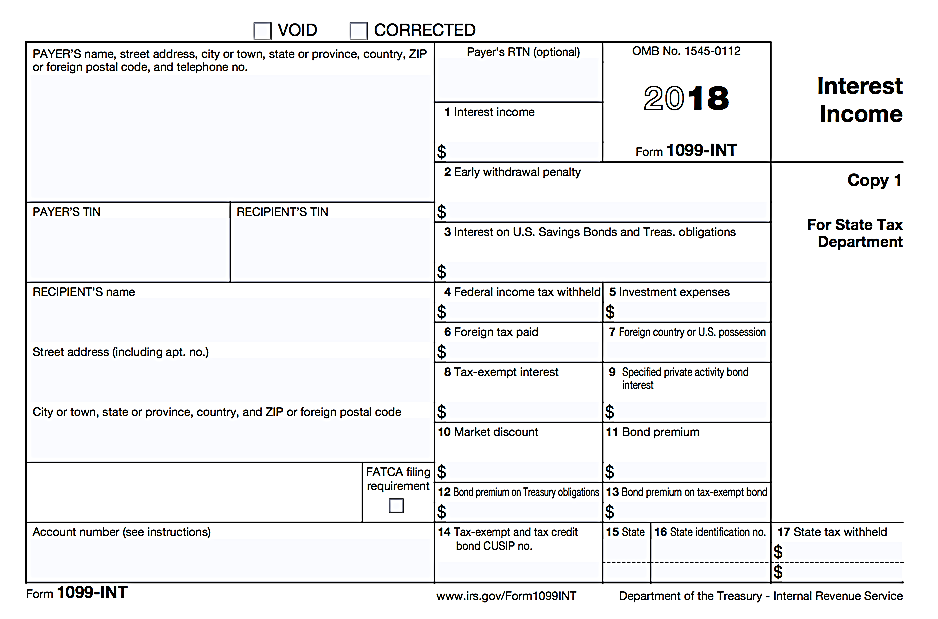 VOID CORRECTED
PAYER'S name, street address, city or town, state or province, country, ZIP
or foreign postal code, and telephone no.
Payer's RTN (optional)
OMB No. 1545-0112
2018
Form 1099-INT
Interest
Income
1 Interest income
$
2 Early withdrawal penalty
$
Copy 1
For State Tax
Department
PAYER'S TIN
RECIPIENT'S TIN
3 Interest on U.S. Savings Bonds and Treas. obligations
$
RECIPIENT'S name
4 Federal income tax withheld
$
5 Investment expenses
$
6 Foreign tax paid
$
7 Foreign country or U.S. possession
Street address (including apt. no.)
8 Tax-exempt interest
$
9 Specified private activity bond
interest
$
City or town, state or province, country, and ZIP or foreign postal code
10 Market discount
$
11 Bond premium
$
FATCA filing
requirement
12 Bond premium on Treasury obligations
$
13 Bond premium on tax-exempt bond
$
Account number (see instructions)
14 Tax-exempt and tax credit
bond CUSIP no.
15 State
16 State identification no.
17 State tax withheld
$
$
Form 1099-INT
www.irs.gov/Form1099INT
Department of the Treasury - Internal Revenue Service